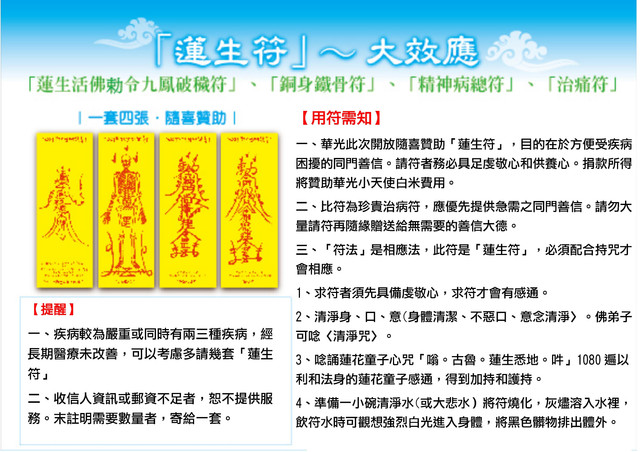 「蓮生符」～大效應
「蓮生活佛勅令九鳳破穢符」、「銅身鐵骨符」、「精神病總符」、「治痛符」
| 一套四張．隨喜贊助 |
【用符需知】
一、華光此次開放隨喜贊助「蓮生符」，目的在於方便受疾病
困擾的同門善信。請符者務必具足虔敬心和供養心。捐款所得
將贊助華光小天使白米費用。
二、比符為珍貴治病符，應優先提供急需之同門善信。請勿大
量請符再隨緣贈送給無需要的善信大德。
三、「符法」是相應法，此符是「蓮生符」，必須配合持咒才
會相應。
1、求符者須先具備虔敬心，求符才會有感通。
2、清淨身、口、意(身體清潔、不惡口、意念清淨〉。佛弟子
可唸〈清淨咒〉。
3、唸誦蓮花童子心咒「嗡。古魯。蓮生悉地。吽」1080 遍以
利和法身的蓮花童子感通，得到加持和護持。
4、準備一小碗清淨水(或大悲水）將符燒化，灰燼溶入水裡，
飲符水時可觀想強烈白光進入身體，將黑色髒物排出體外。
【提醒】
一、疾病較為嚴重或同時有兩三種疾病，經
長期醫療未改善，可以考慮多請幾套「蓮生
符」
二、收信人資訊或郵資不足者，恕不提供服
務。末註明需要數量者，寄給一套。